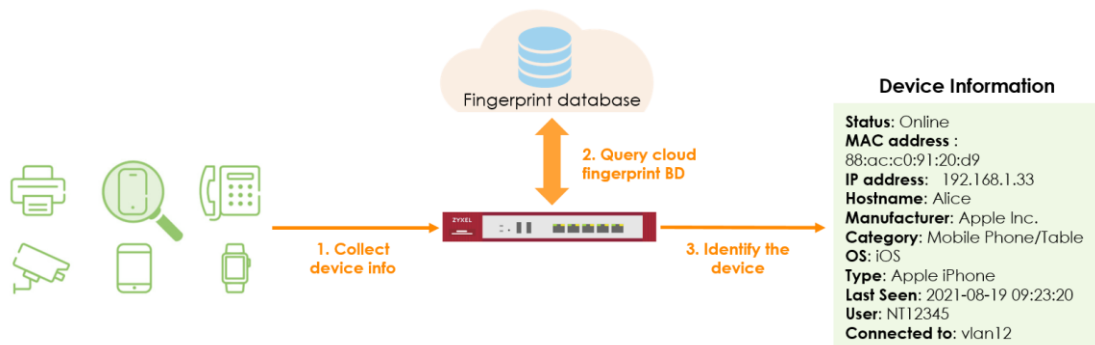 Fingerprint database
2. Query cloud
fingerprint BD
ZYXEL
1. Collect
device info
3. Identify the
device
Device Information
Status: Online
MAC address :
88:ac:c0:91:20:d9
IP address: 192.168.1.33
Hostname: Alice
Manufacturer: Apple Inc.
Category: Mobile Phone/Table
OS: iOS
Type: Apple iPhone
Last Seen: 2021-08-19 09:23:20
User: NT12345
Connected to: vlan12